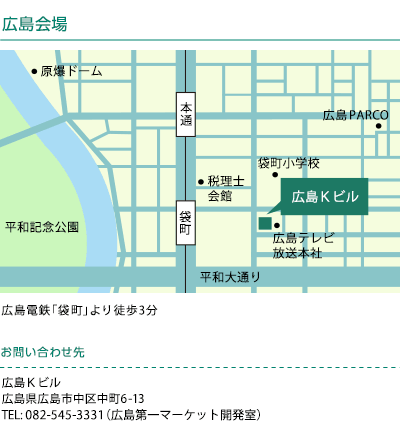 広島会場
原爆ドーム
本通
広島PARCO
袋町小学校
税理士
会館
広島Kビル
袋町
平和記念公園
広島テレビ
放送本社
平和大通り
広島電鉄「袋町」より徒歩3分
お問い合わせ先
広島Kビル
広島県広島市中区中町6-13
TEL: 082-545-3331（広島第一マーケット開発室）